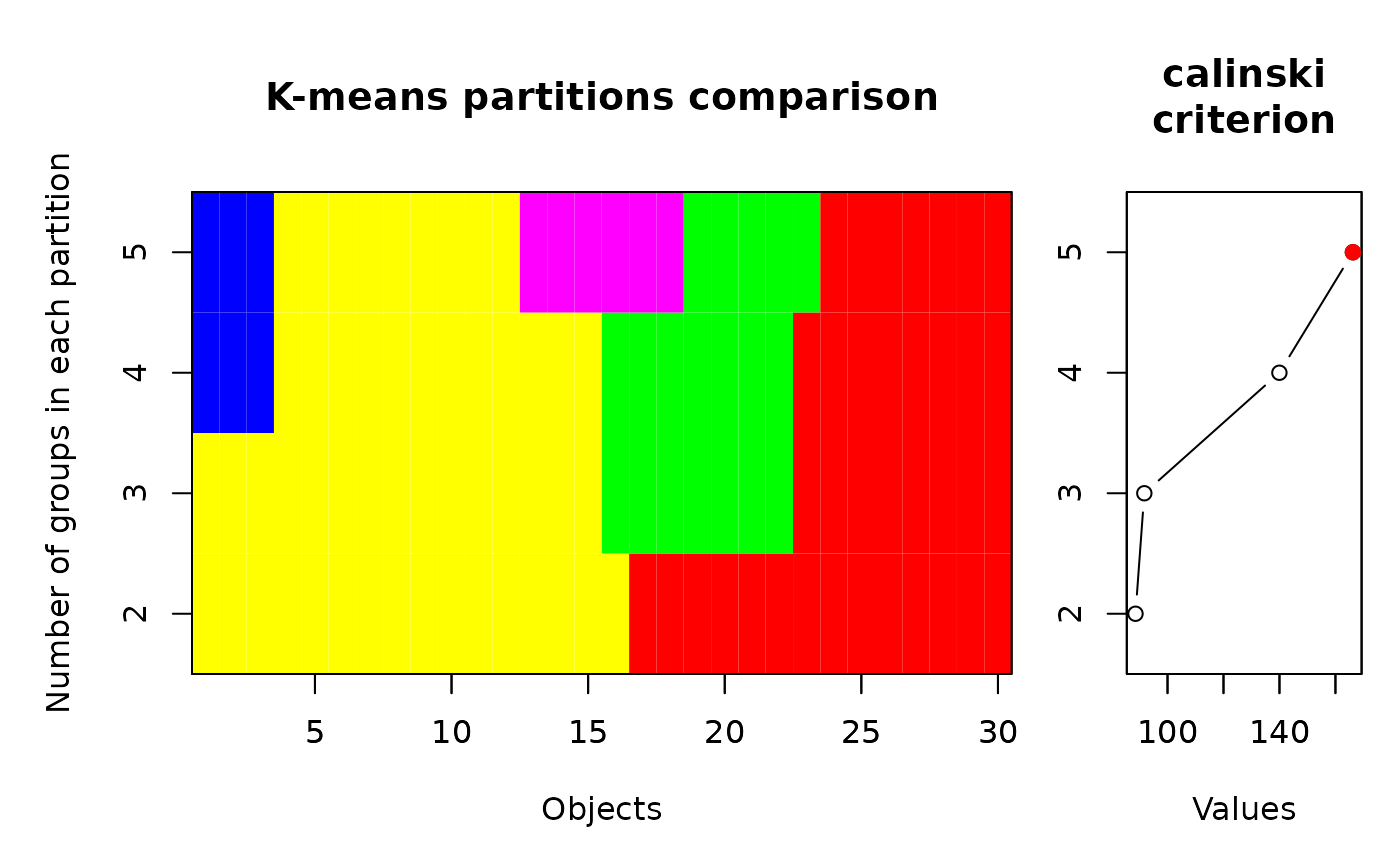 K-means partitions comparison
Number of groups in each partition
5
4
3
2
5
10
15
20
25
30
Objects
calinski
criterion
5
4
3
2
100
140
Values